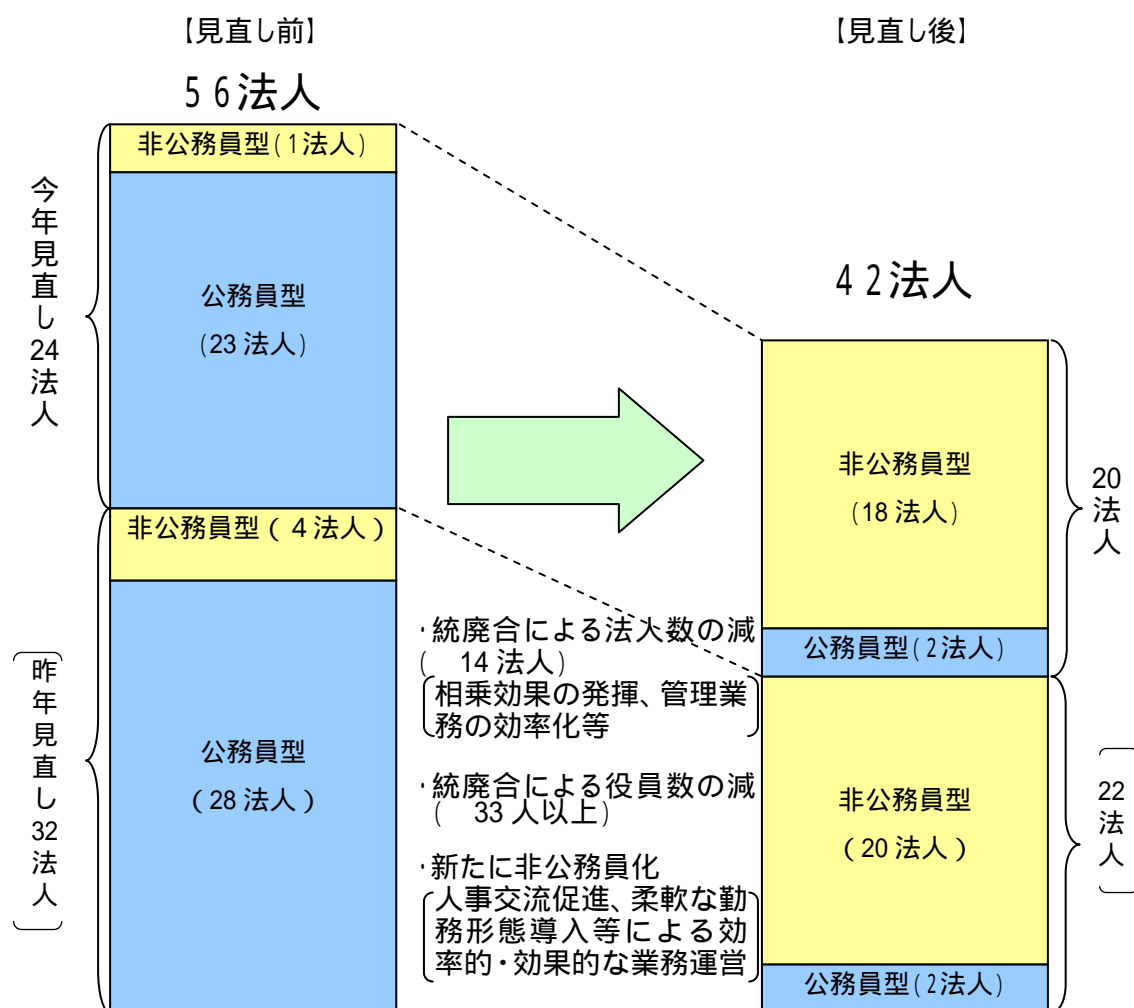 【見直し前】
56法人
今年見直し24法人
非公務員型(1法人)
公務員型
(23法人)
昨年見直し32法人
非公務員型(4法人)
公務員型
(28法人)
・統廃合による法人数の減
( 14法人)
相乗効果の発揮、管理業
務の効率化等
・統廃合による役員数の減
( 33人以上)
・新たに非公務員化
人事交流促進、柔軟な勤
務形態導入等による効
率的・効果的な業務運営
【見直し後】
42法人
非公務員型
(18法人)
公務員型(2法人)
20法人
非公務員型
(20法人)
公務員型(2法人)
22法人